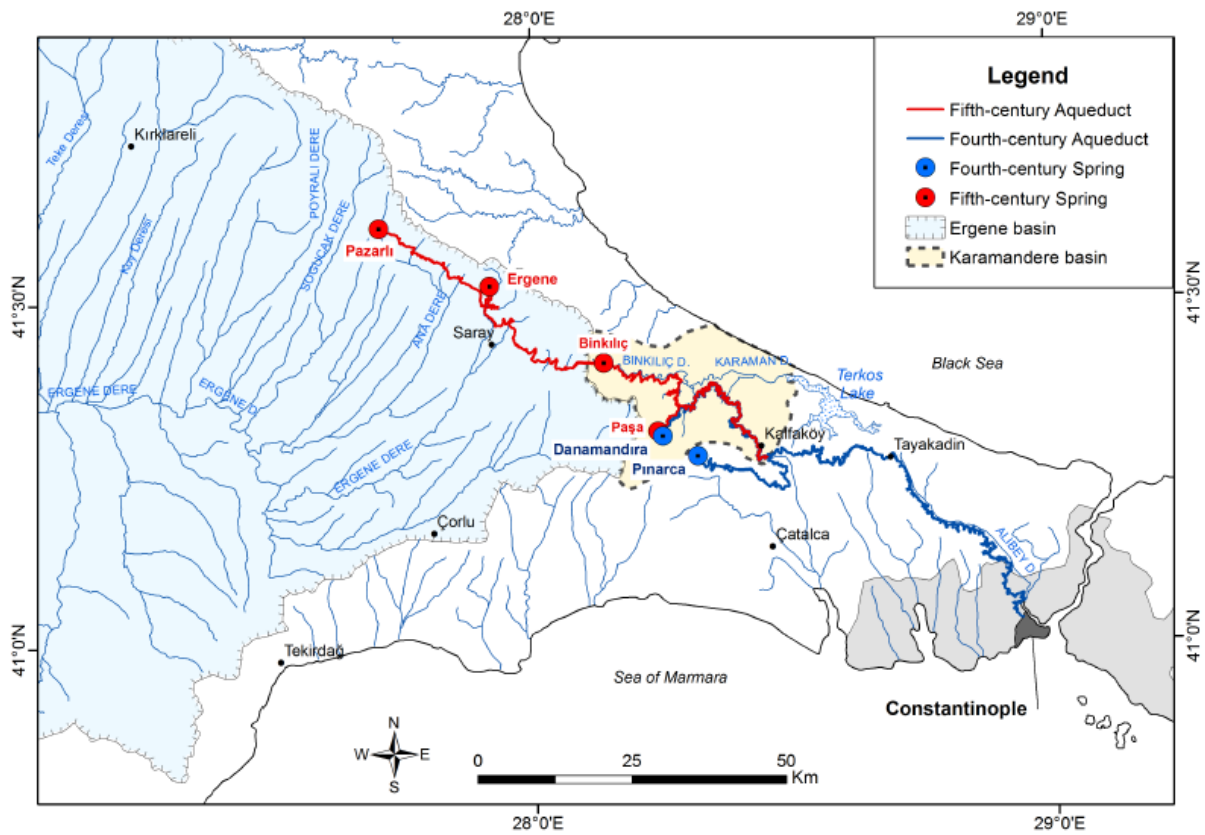 28°0'E
29°0'E
Legend
Fifth-century Aqueduct
Fourth-century Aqueduct
Fourth-century Spring
Fifth-century Spring
Ergene basin
Karamandere basin
Teke Deresi
Kırklareli
POYRALI DERE
Pazarlı
Köy Deresi
SOĞUCAK DERE
Ergene
41°30'N
41°30'N
ANA DERE
Saray
Binkılıç
BINKILIÇ D.
KARAMAN D.
Black Sea
Terkos
Lake
ERGENE DERE
ERGENE D.
Paşa
Kalfaköy
Danamandıra
Tayakadin
Pınarca
ERGENE DERE
Çorlu
Çatalca
ALIBEY D.
41°0'N
41°0'N
Tekirdağ
Sea of Marmara
Constantinople
N
W
E
S
0
25
50
Km
28°0'E
29°0'E